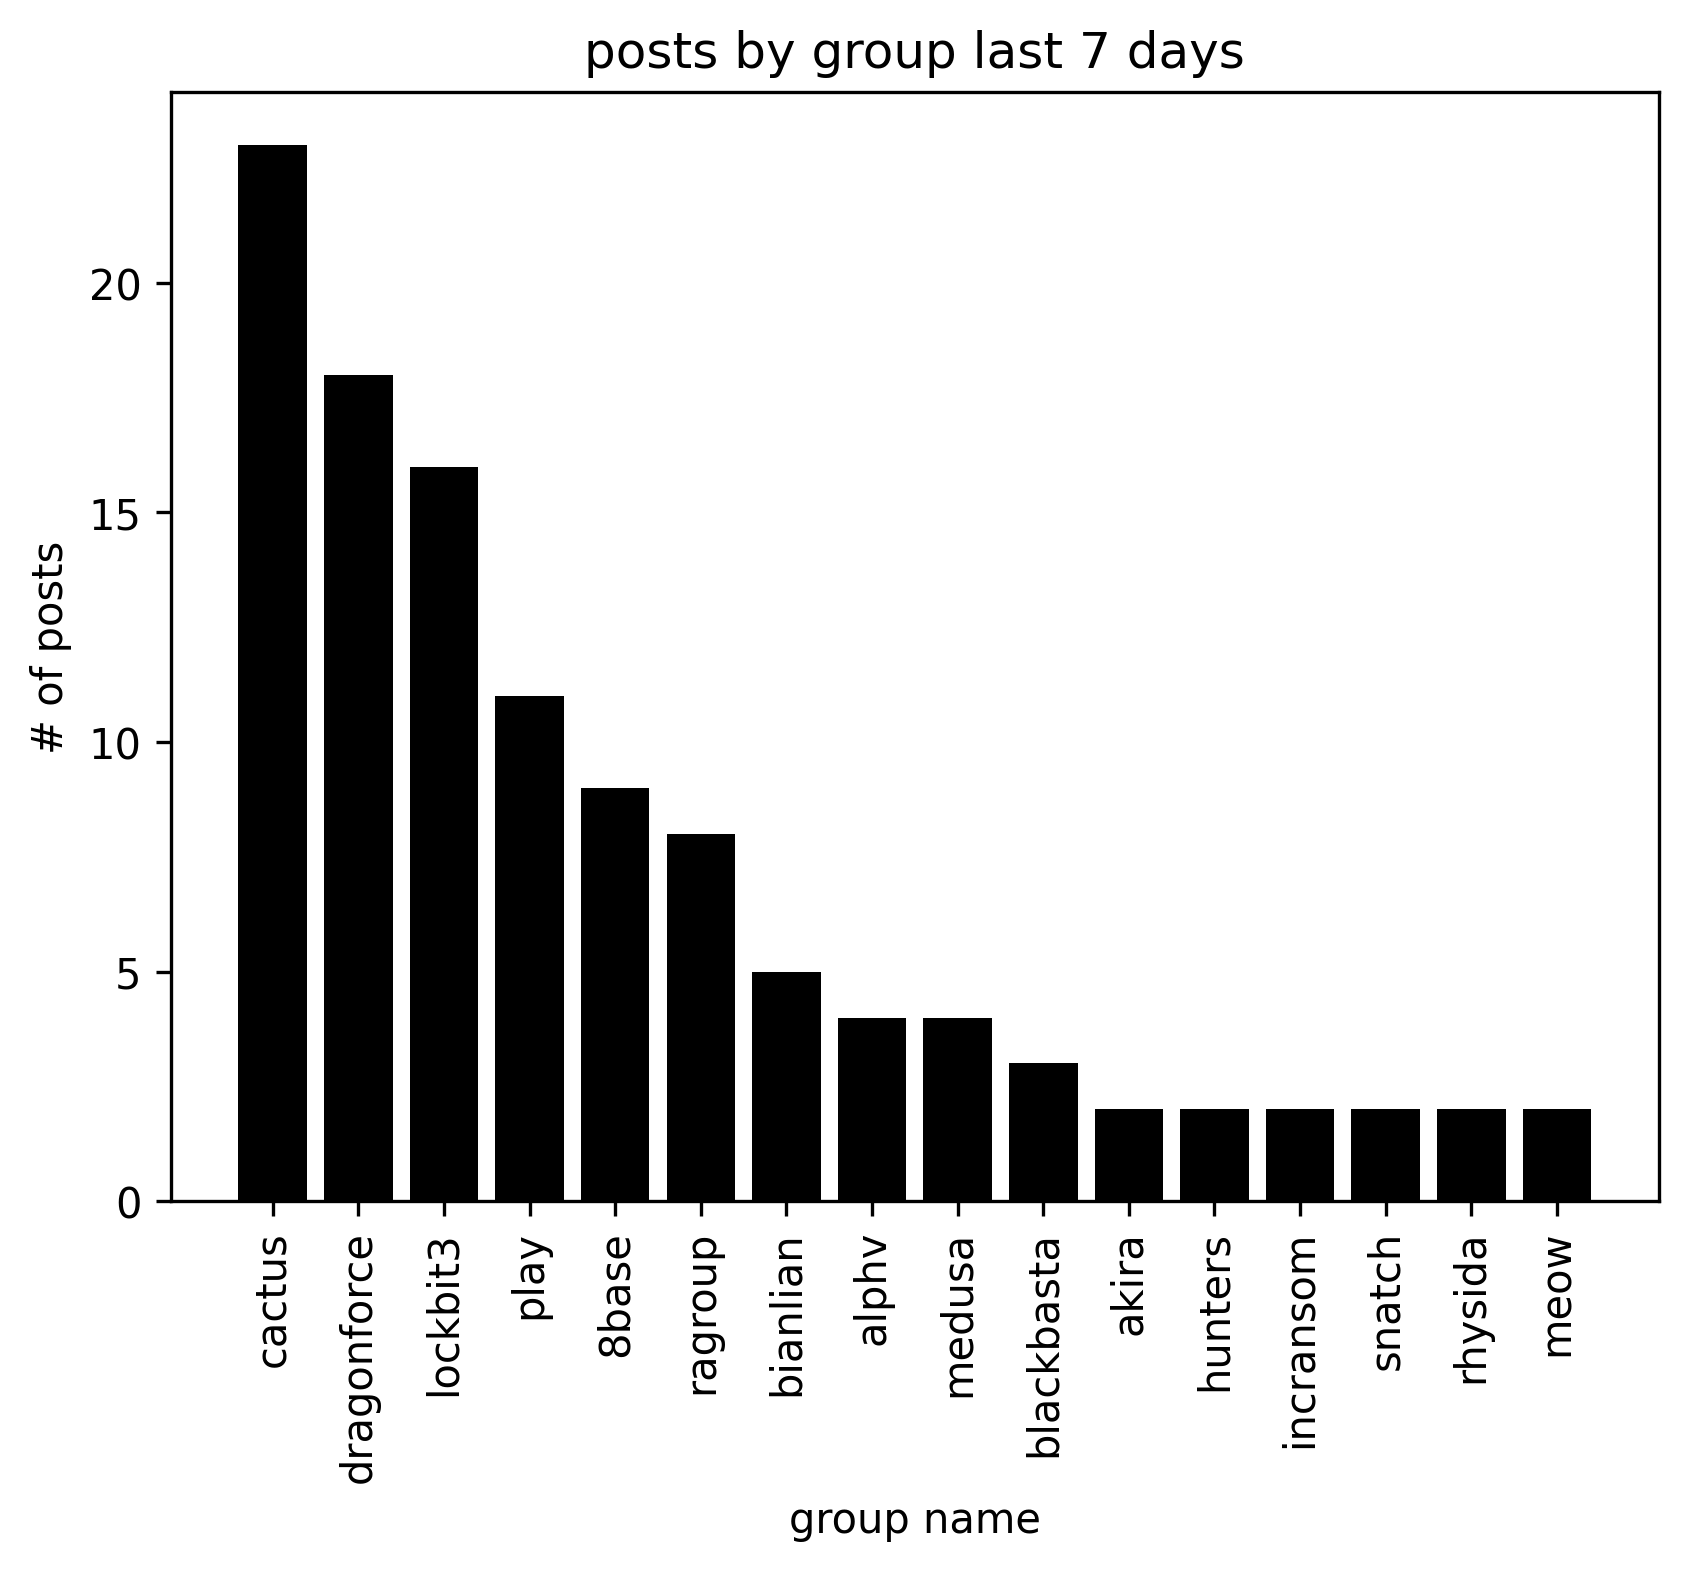 posts by group last 7 days
# of posts
20
15
10
5
0
cactus
dragonforce
lockbit3
play
8base
ragroup
bianlian
alphv
medusa
blackbasta
akira
hunters
incransom
snatch
rhysida
meow
group name